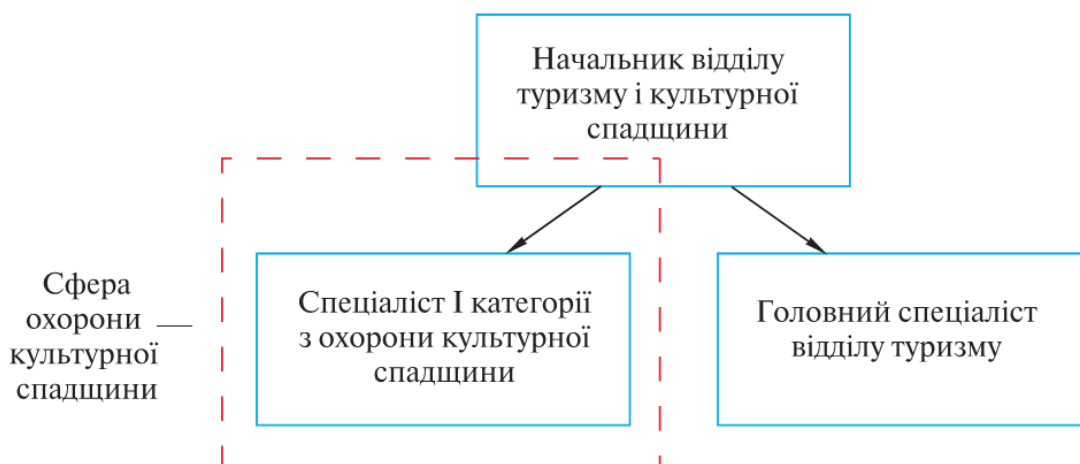 Начальник відділу
туризму і культурної
спадщини
Сфера
охорони
культурної
спадщини
Спеціаліст І категорії
з охорони культурної
спадщини
Головний спеціаліст
відділу туризму